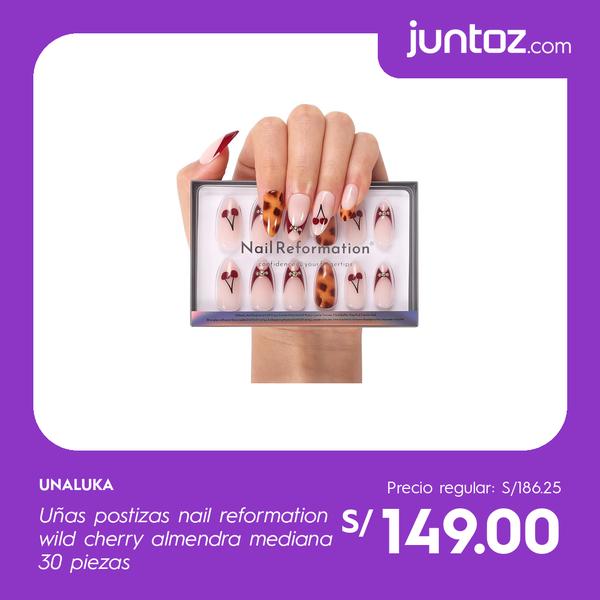 juntoz.com
Nail Reformation®
confidence@yourfingertips
UNALUKA
Uñas postizas nail reformation
wild cherry almendra mediana
30 piezas
Precio regular: S/186.25
S/149.00